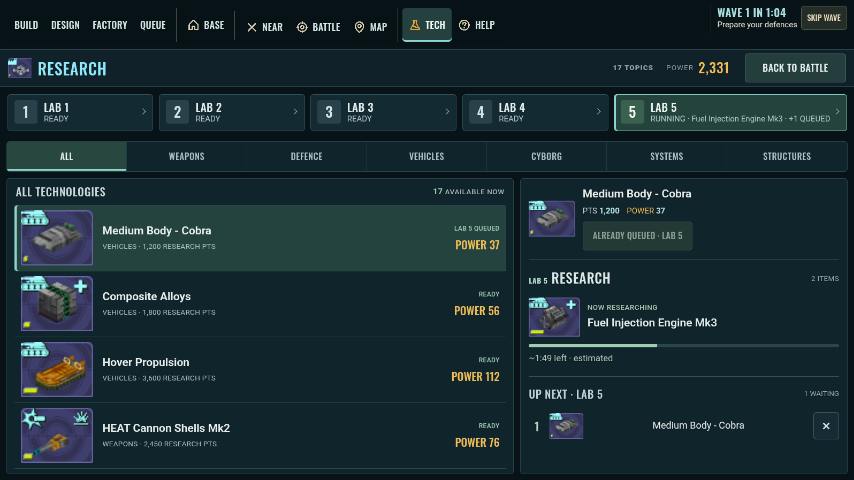 BUILD DESIGN FACTORY QUEUE BASE NEAR BATTLE MAP TECH HELP
WAVE 1 IN 1:04
Prepare your defences
SKIP WAVE
RESEARCH
17 TOPICS POWER 2,331
BACK TO BATTLE
1 LAB 1
READY
2 LAB 2
READY
3 LAB 3
READY
4 LAB 4
READY
5 LAB 5
RUNNING · Fuel Injection Engine Mk3 · +1 QUEUED
ALL WEAPONS DEFENCE VEHICLES CYBORG SYSTEMS STRUCTURES
ALL TECHNOLOGIES
17 AVAILABLE NOW
Medium Body - Cobra
VEHICLES · 1,200 RESEARCH PTS
LAB 5 QUEUED
POWER 37
Composite Alloys
VEHICLES · 1,800 RESEARCH PTS
READY
POWER 56
Hover Propulsion
VEHICLES · 3,600 RESEARCH PTS
READY
POWER 112
HEAT Cannon Shells Mk2
WEAPONS · 2,450 RESEARCH PTS
READY
POWER 76
Medium Body - Cobra
PTS 1,200 POWER 37
ALREADY QUEUED · LAB 5
LAB 5 RESEARCH
2 ITEMS
NOW RESEARCHING
Fuel Injection Engine Mk3
~1:49 left · estimated
UP NEXT · LAB 5
1 WAITING
1 Medium Body - Cobra